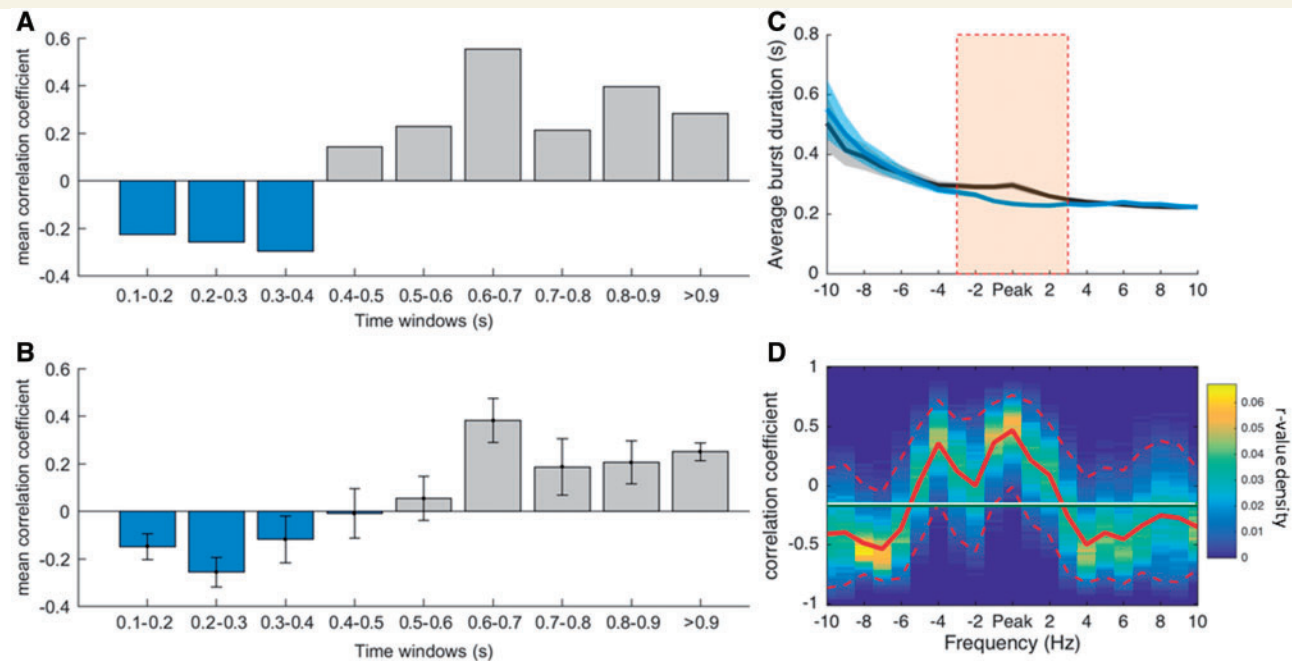 A
mean correlation coefficient
0.6
0.4
0.2
0
-0.2
-0.4
0.1-0.2 0.2-0.3 0.3-0.4 0.4-0.5 0.5-0.6 0.6-0.7 0.7-0.8 0.8-0.9 >0.9
Time windows (s)
B
mean correlation coefficient
0.6
0.4
0.2
0
-0.2
-0.4
0.1-0.2 0.2-0.3 0.3-0.4 0.4-0.5 0.5-0.6 0.6-0.7 0.7-0.8 0.8-0.9 >0.9
Time windows (s)
C
Average burst duration (s)
0.8
0.6
0.4
0.2
0
-10 -8 -6 -4 -2 Peak 2 4 6 8 10
D
correlation coefficient
1
0.5
0
-0.5
-1
-10 -8 -6 -4 -2 Peak 2 4 6 8 10
Frequency (Hz)
0.06
0.05
0.04
0.03
0.02
0.01
0
r-value density